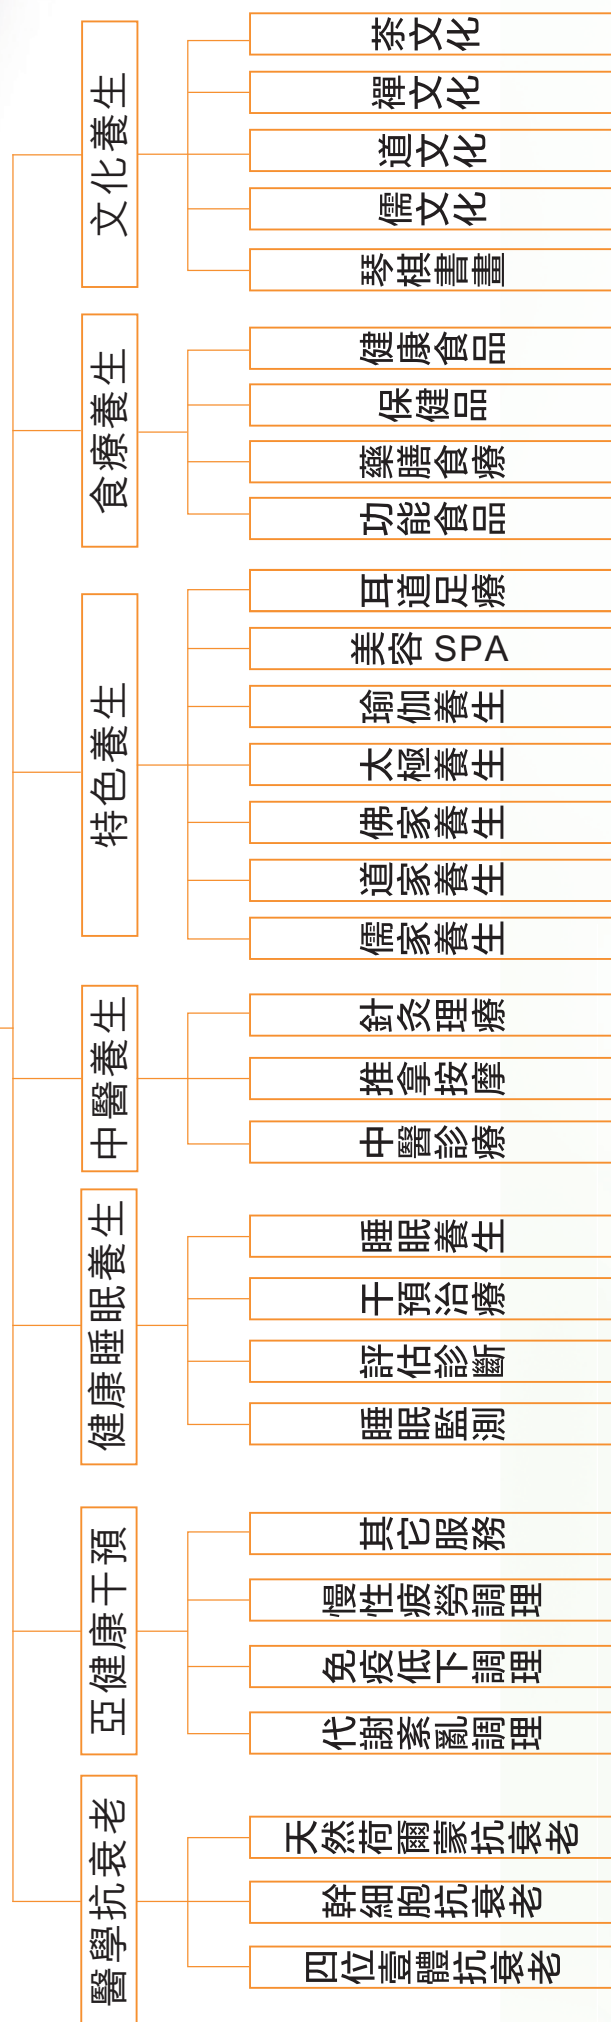 文化養生
茶文化
禪文化
道文化
儒文化
琴棋書畫
食療養生
健康食品
保健品
藥膳食療
功能食品
特色養生
耳道足療
美容 SPA
瑜伽養生
太極養生
佛家養生
道家養生
儒家養生
中醫養生
針灸理療
推拿按摩
中醫診療
健康睡眠養生
睡眠養生
干預治療
評估診斷
睡眠監測
亞健康干預
其它服務
慢性疲勞調理
免疫低下調理
代謝紊亂調理
醫學抗衰老
天然荷爾蒙抗衰老
幹細胞抗衰老
四位壹體抗衰老